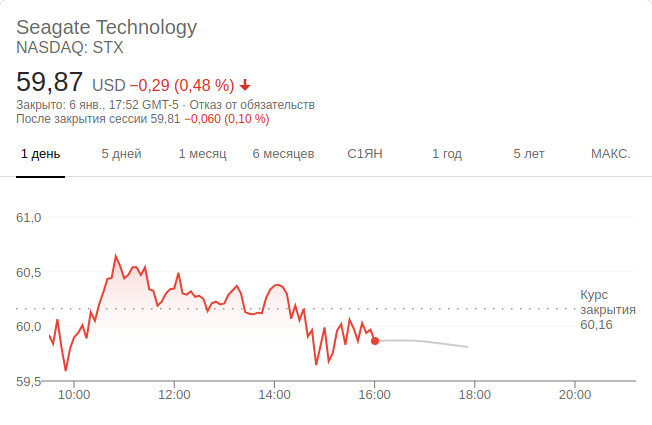 Seagate Technology
NASDAQ: STX
59,87 USD −0,29 (0,48 %)
Закрыто: 6 янв., 17:52 GMT-5 · Отказ от обязательств
После закрытия сессии 59,81 −0,060 (0,10 %)
1 день 5 дней 1 месяц 6 месяцев С1ЯН 1 год 5 лет МАКС.
61,0
60,5
Курс
закрытия
60,16
60,0
59,5
10:00 12:00 14:00 16:00 18:00 20:00